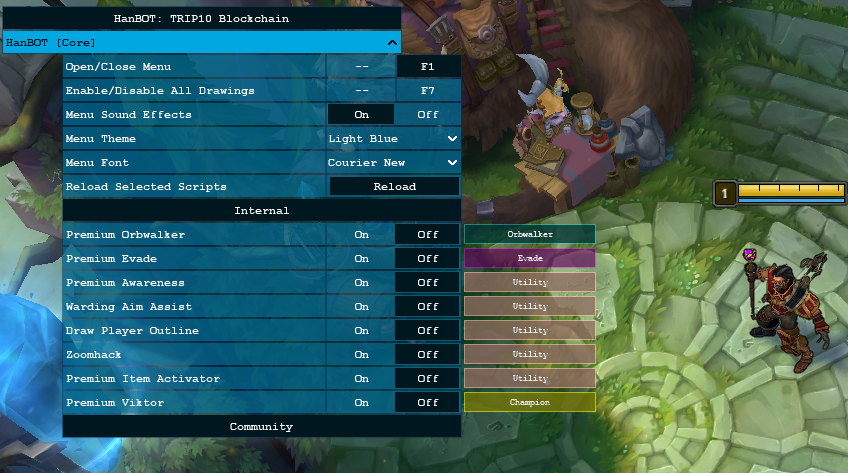 HanBOT: TRIP10 Blockchain
HanBOT [Core]
Open/Close Menu -- F1
Enable/Disable All Drawings -- F7
Menu Sound Effects On Off
Menu Theme Light Blue
Menu Font Courier New
Reload Selected Scripts Reload
Internal
Premium Orbwalker On Off Orbwalker
Premium Evade On Off Evade
Premium Awareness On Off Utility
Warding Aim Assist On Off Utility
Draw Player Outline On Off Utility
Zoomhack On Off Utility
Premium Item Activator On Off Utility
Premium Viktor On Off Champion
Community
1